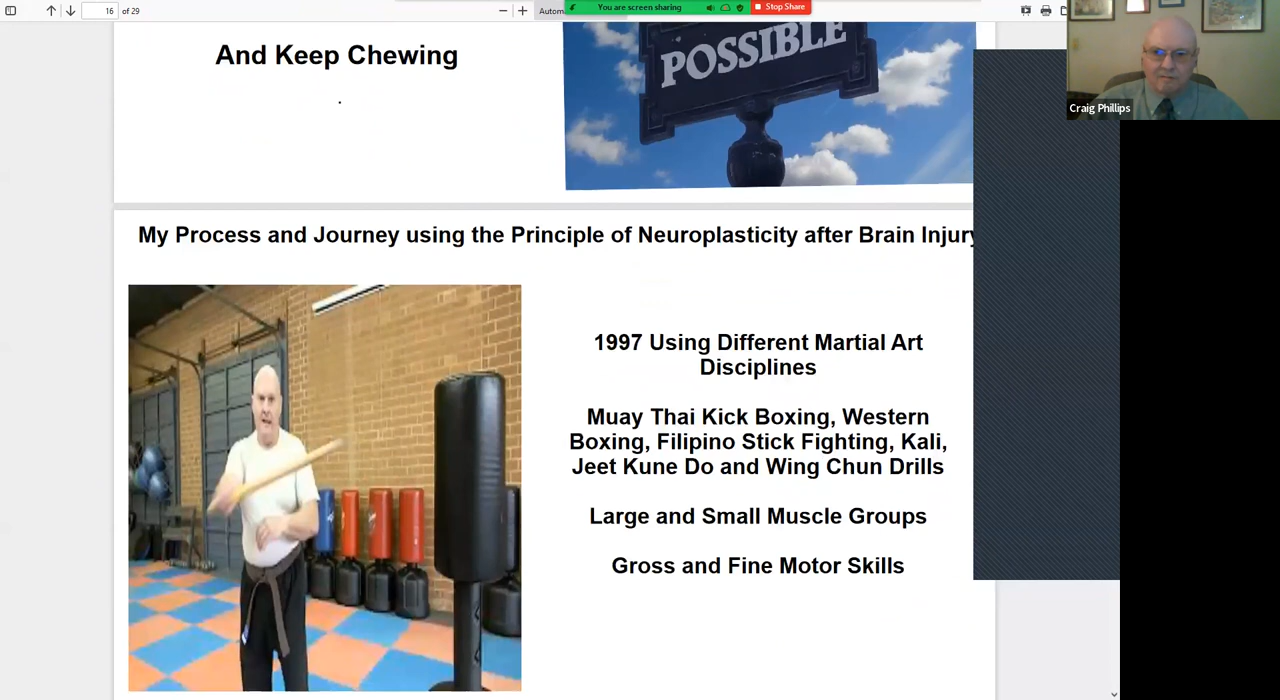 16 of 29
Autom
You are screen sharing
Stop Share
And Keep Chewing
POSSIBLE
Craig Phillips
My Process and Journey using the Principle of Neuroplasticity after Brain Injury
1997 Using Different Martial Art
Disciplines
Muay Thai Kick Boxing, Western
Boxing, Filipino Stick Fighting, Kali,
Jeet Kune Do and Wing Chun Drills
Large and Small Muscle Groups
Gross and Fine Motor Skills